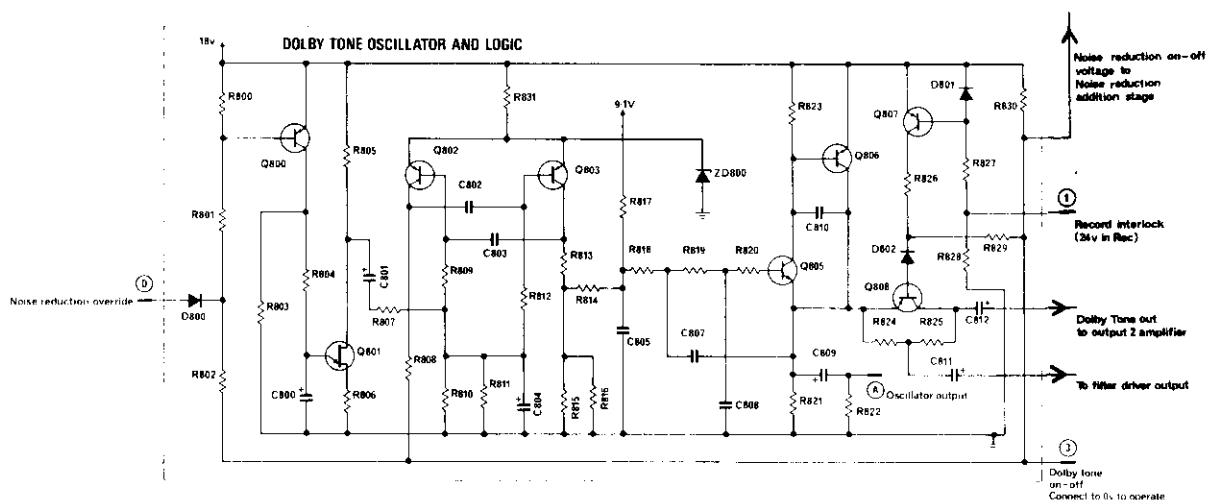 18v
DOLBY TONE OSCILLATOR AND LOGIC
Noise reduction on-off
voltage to
Noise reduction
addition stage
R800
Q800
R831
9·1V
R823
Q807
D801
R830
R805
Q802
Q803
ZD800
Q806
C802
R817
R826
R827
R801
C803
C810
1
Record interlock
(24v in Rec)
R804
R809
R813
R818
R819
R820
Q805
D802
R828
R829
C801
0
Noise reduction override
D800
R803
R807
R812
R814
Q808
R824
R825
C812
Dolby Tone out
to output 2 amplifier
Q801
R808
C805
C807
C809
C811
To filter driver output
R802
C800
R806
R810
R811
C804
R815
R816
C808
R821
R822
A
Oscillator output
3
Dolby tone
on-off
Connect to 0v to operate